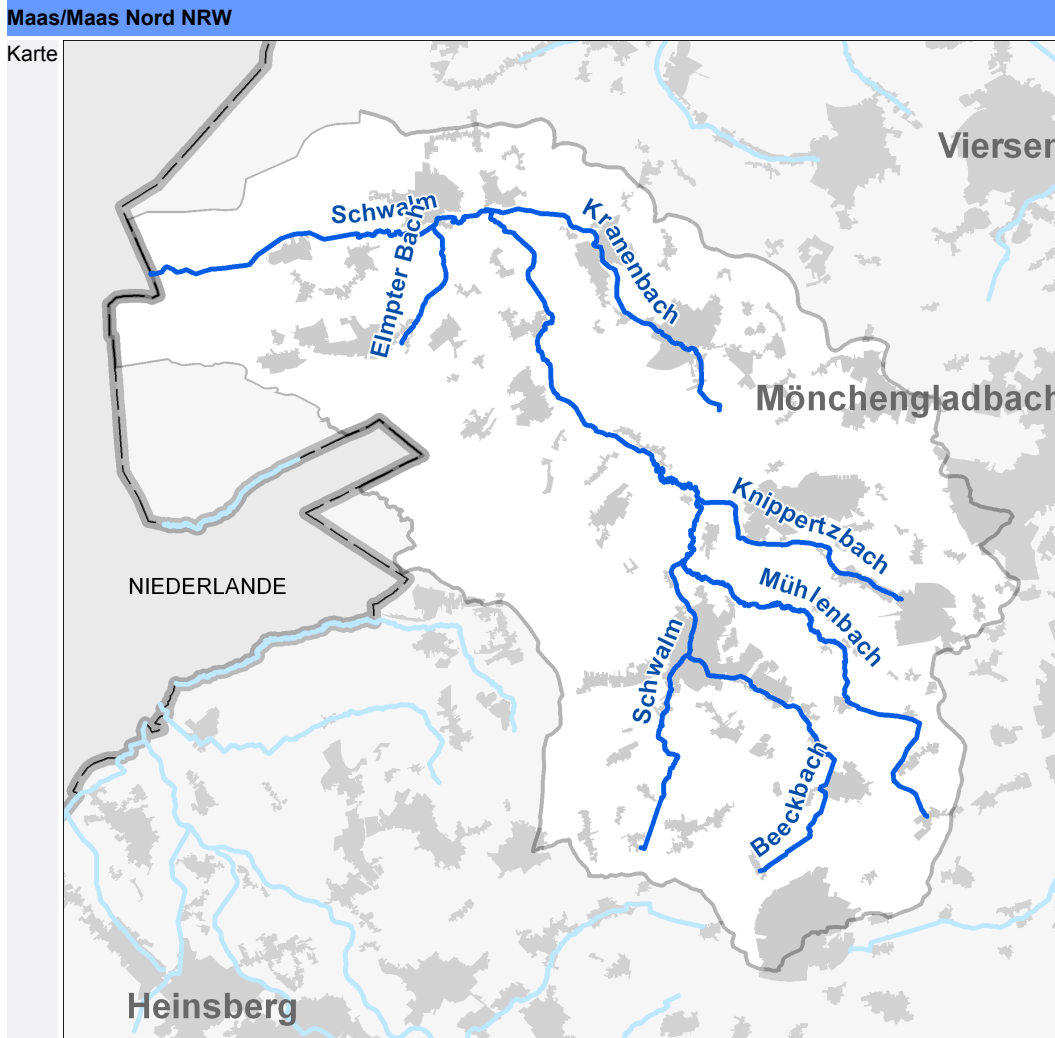 Maas/Maas Nord NRW
Karte
Viersen
Schwalm
Kranenbach
Elmpter Bach
Mönchengladbach
Knippertzbach
NIEDERLANDE
Mühlenbach
Schwalm
Beeckbach
Heinsberg